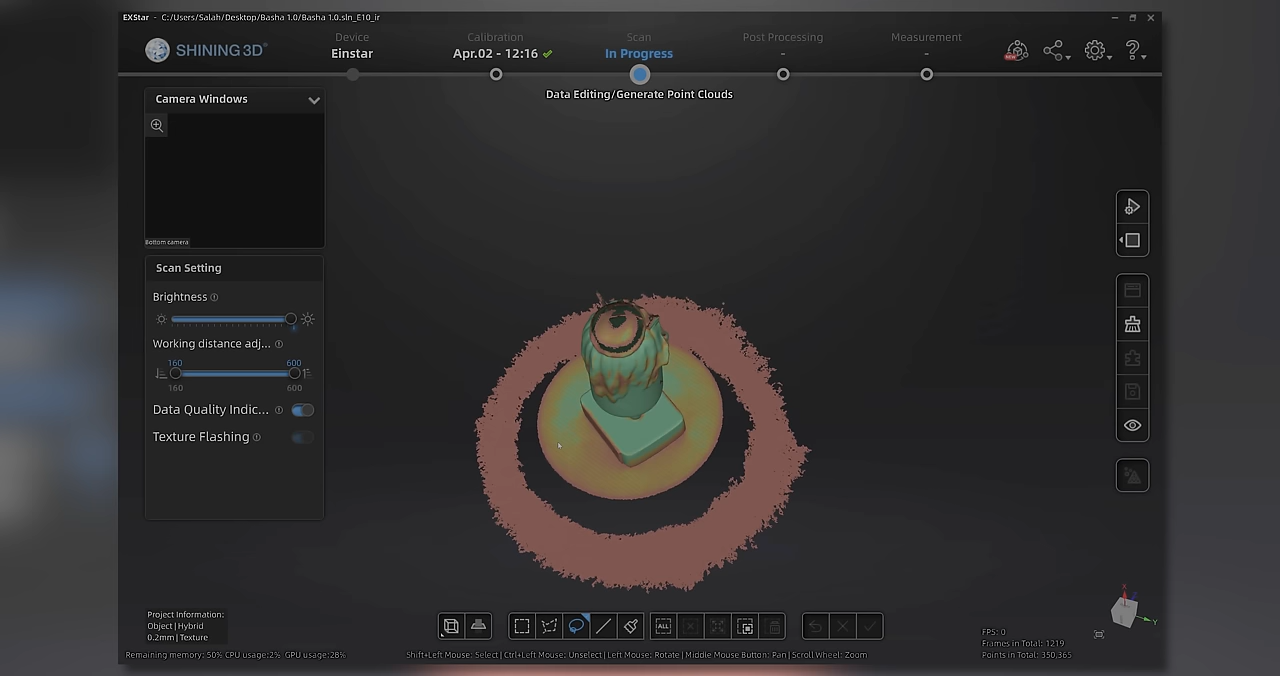 EXStar - C:/Users/Salah/Desktop/Basha 1.0/Basha 1.0.sln_E10_ir
SHINING 3D®
Device
Einstar
Calibration
Apr.02 - 12:16
Scan
In Progress
Post Processing
-
Measurement
-
NEW
Data Editing/Generate Point Clouds
Camera Windows
Bottom camera
Scan Setting
Brightness
Working distance adj...
160
600
160
600
Data Quality Indic...
Texture Flashing
Project Information:
Object|Hybrid
0.2mm|Texture
ALL
X
Y
FPS: 0
Frames in Total: 1219
Points in Total: 350,365
Remaining memory: 50% CPU usage:2% GPU usage:28%
Shift+Left Mouse: Select | Ctrl+Left Mouse: Unselect | Left Mouse: Rotate | Middle Mouse Button: Pan | Scroll Wheel: Zoom